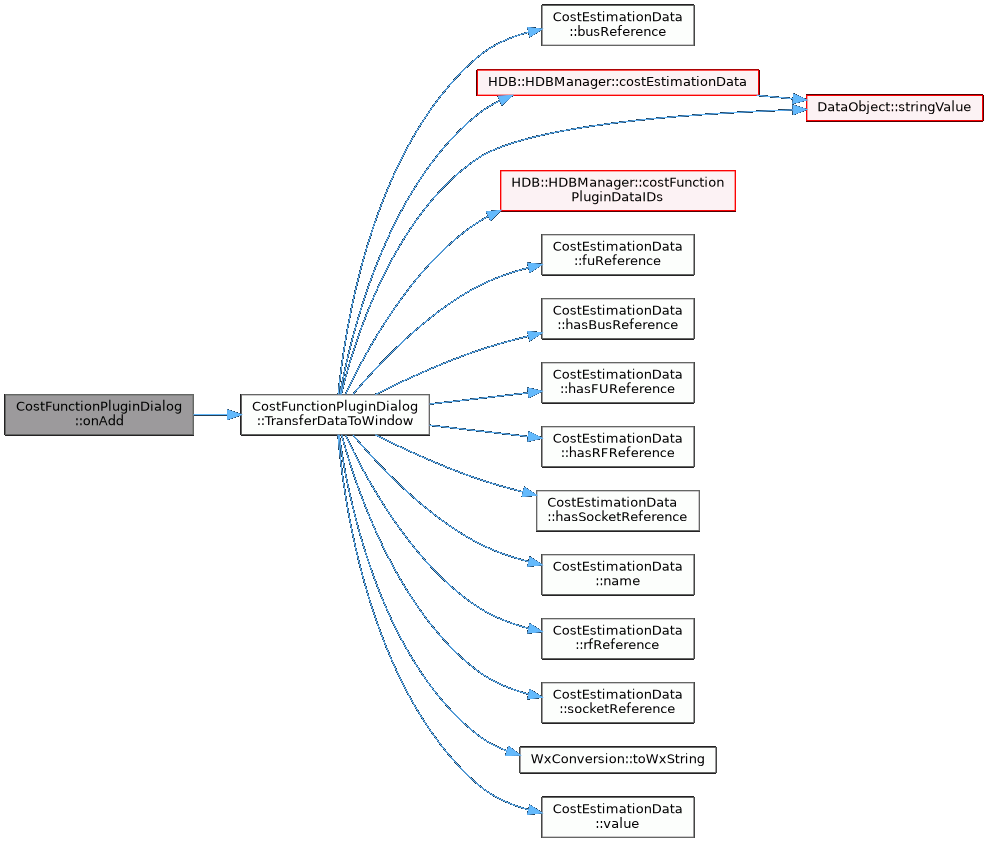 CostEstimationData
::busReference
HDB::HDBManager::costEstimationData
DataObject::stringValue
HDB::HDBManager::costFunction
PluginDataIDs
CostEstimationData
::fuReference
CostEstimationData
::hasBusReference
CostEstimationData
::hasFUReference
CostFunctionPluginDialog
::onAdd
CostFunctionPluginDialog
::TransferDataToWindow
CostEstimationData
::hasRFReference
CostEstimationData
::hasSocketReference
CostEstimationData
::name
CostEstimationData
::rfReference
CostEstimationData
::socketReference
WxConversion::toWxString
CostEstimationData
::value